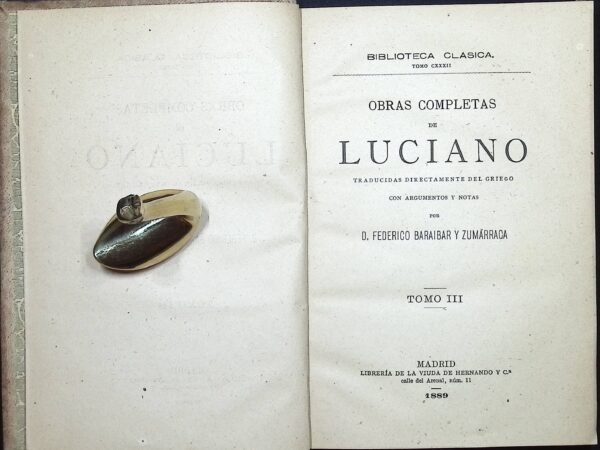 BIBLIOTECA CLASICA.
TOMO CXXXII
OBRAS COMPLETAS
DE
LUCIANO
TRADUCIDAS DIRECTAMENTE DEL GRIEGO
CON ARGUMENTOS Y NOTAS
POR
D. FEDERICO BARAIBAR Y ZUMÁRRAGA
TOMO III
MADRID
LIBRERÍA DE LA VIUDA DE HERNANDO Y C.ª
calle del Arenal, núm. 11
1889